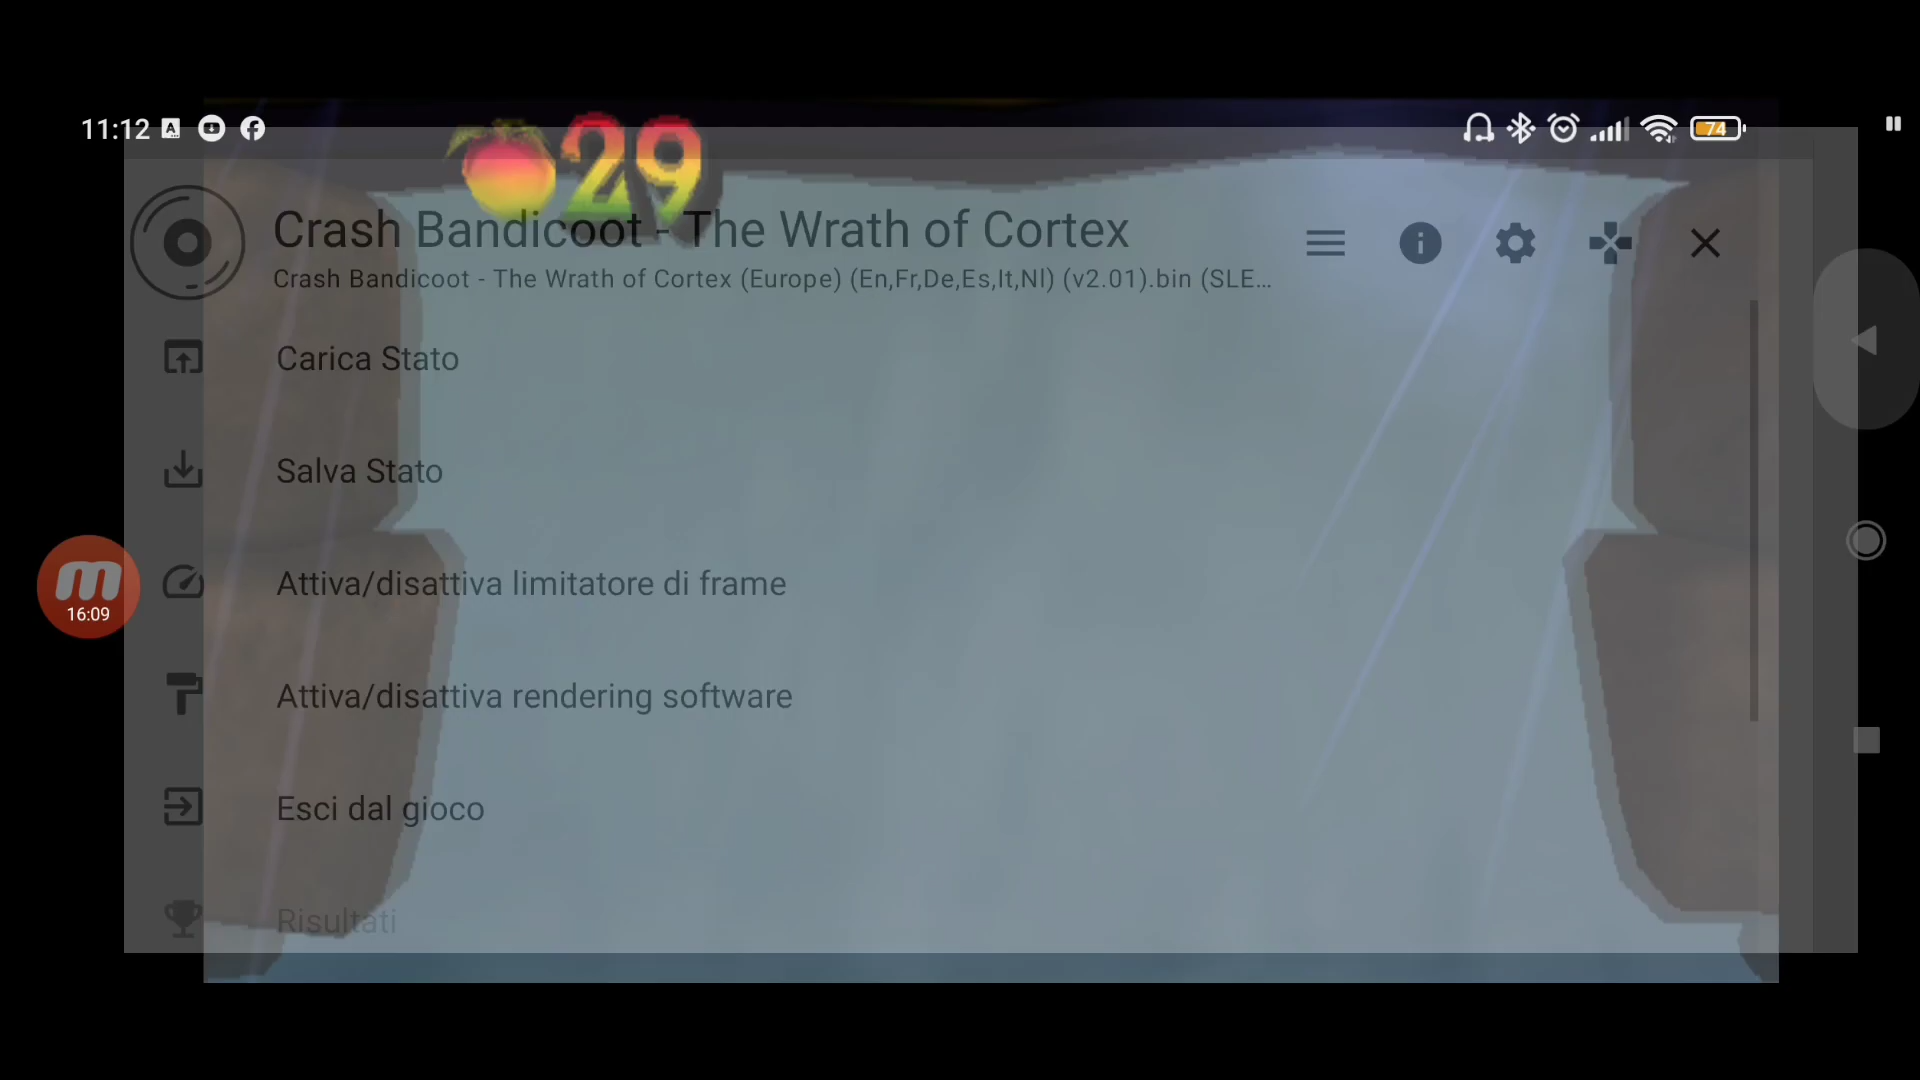 11:12
74
29
Crash Bandicoot - The Wrath of Cortex
Crash Bandicoot - The Wrath of Cortex (Europe) (En,Fr,De,Es,It,Nl) (v2.01).bin (SLE...
Carica Stato
Salva Stato
Attiva/disattiva limitatore di frame
16:09
Attiva/disattiva rendering software
Esci dal gioco
Risultati